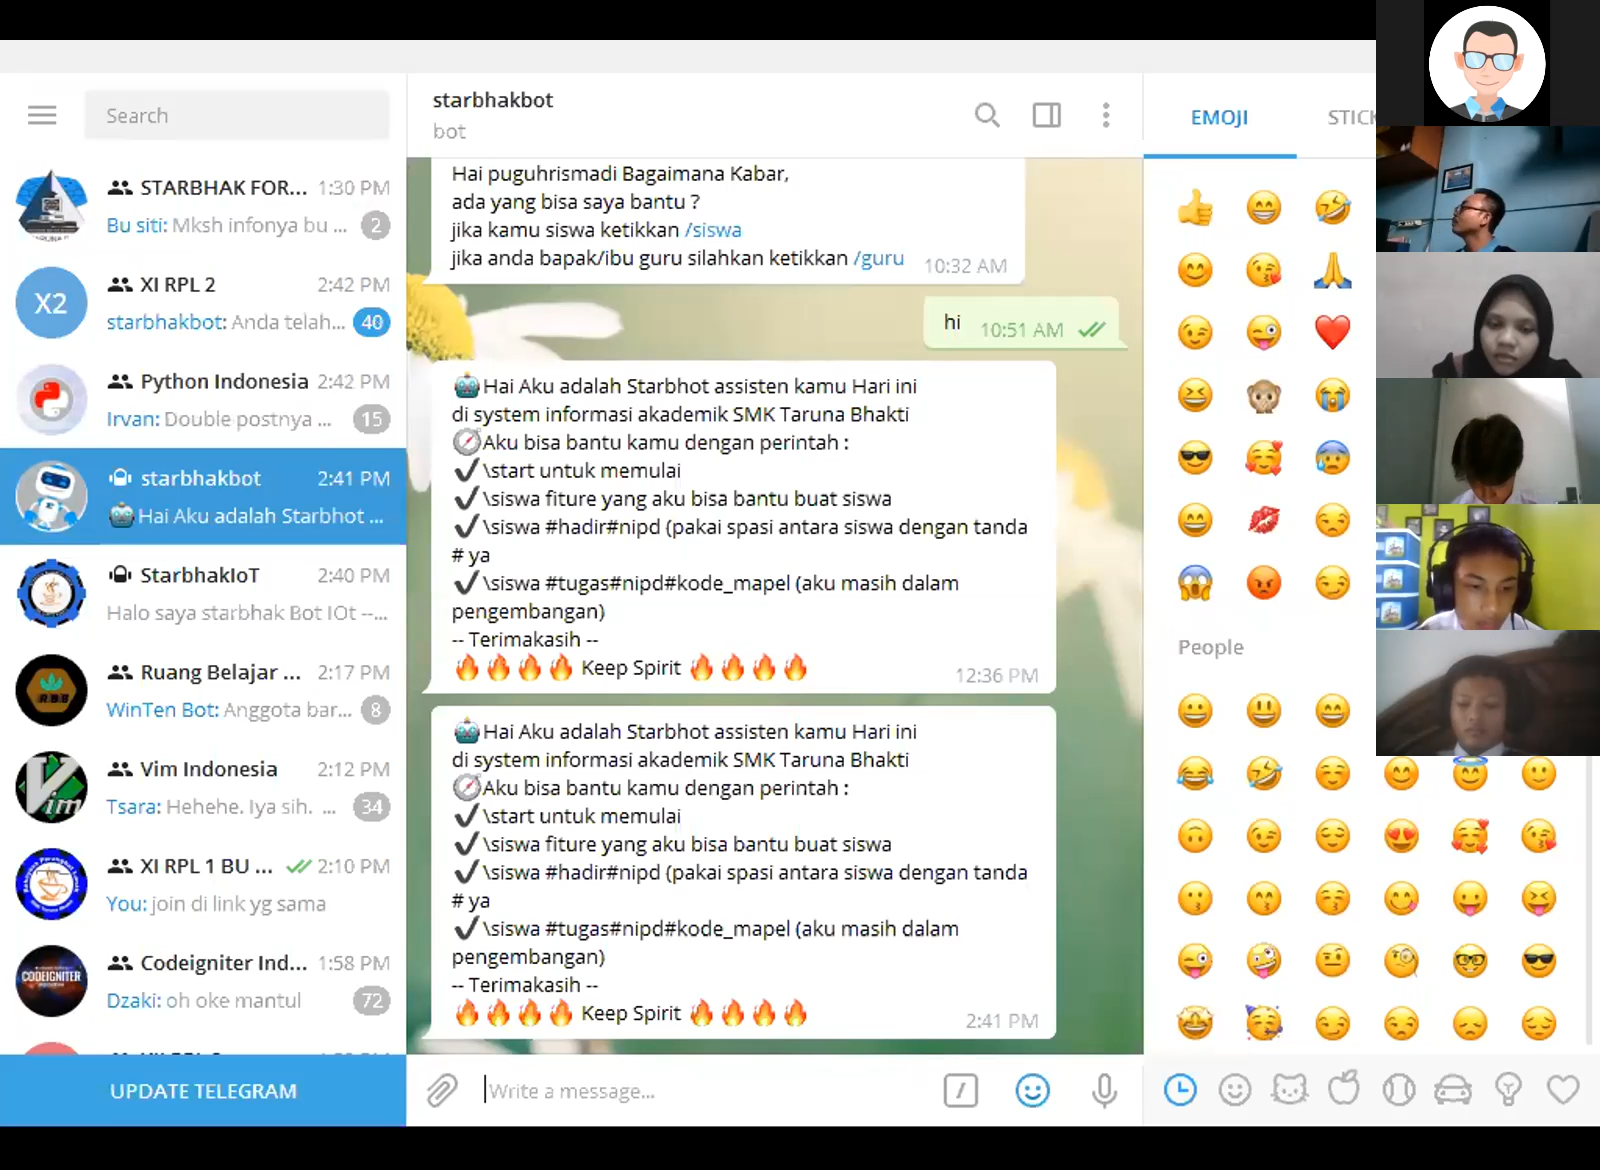 Search
STARBHAK FOR... 1:30 PM
Bu siti: Mksh infonya bu ... 2
X2
XI RPL 2 2:42 PM
starbhakbot: Anda telah... 40
Python Indonesia 2:42 PM
Irvan: Double postnya ... 15
starbhakbot 2:41 PM
🤖Hai Aku adalah Starbhot ...
StarbhakIoT 2:40 PM
Halo saya starbhak Bot IOt --...
Ruang Belajar ... 2:17 PM
WinTen Bot: Anggota bar... 8
Vim Indonesia 2:12 PM
Tsara: Hehehe. Iya sih. ... 34
XI RPL 1 BU ... 2:10 PM
You: join di link yg sama
CODEIGNITER
Codeigniter Ind... 1:58 PM
Dzaki: oh oke mantul 72
UPDATE TELEGRAM
starbhakbot
bot
Hai puguhrismadi Bagaimana Kabar,
ada yang bisa saya bantu ?
jika kamu siswa ketikkan /siswa
jika anda bapak/ibu guru silahkan ketikkan /guru 10:32 AM
hi 10:51 AM
🤖Hai Aku adalah Starbhot assisten kamu Hari ini
di system informasi akademik SMK Taruna Bhakti
🧭Aku bisa bantu kamu dengan perintah :
✔\start untuk memulai
✔\siswa fiture yang aku bisa bantu buat siswa
✔\siswa #hadir#nipd (pakai spasi antara siswa dengan tanda
# ya
✔\siswa #tugas#nipd#kode_mapel (aku masih dalam
pengembangan)
-- Terimakasih --
🔥🔥🔥🔥 Keep Spirit 🔥🔥🔥🔥 12:36 PM
🤖Hai Aku adalah Starbhot assisten kamu Hari ini
di system informasi akademik SMK Taruna Bhakti
🧭Aku bisa bantu kamu dengan perintah :
✔\start untuk memulai
✔\siswa fiture yang aku bisa bantu buat siswa
✔\siswa #hadir#nipd (pakai spasi antara siswa dengan tanda
# ya
✔\siswa #tugas#nipd#kode_mapel (aku masih dalam
pengembangan)
-- Terimakasih --
🔥🔥🔥🔥 Keep Spirit 🔥🔥🔥🔥 2:41 PM
Write a message...
EMOJI STICK
People